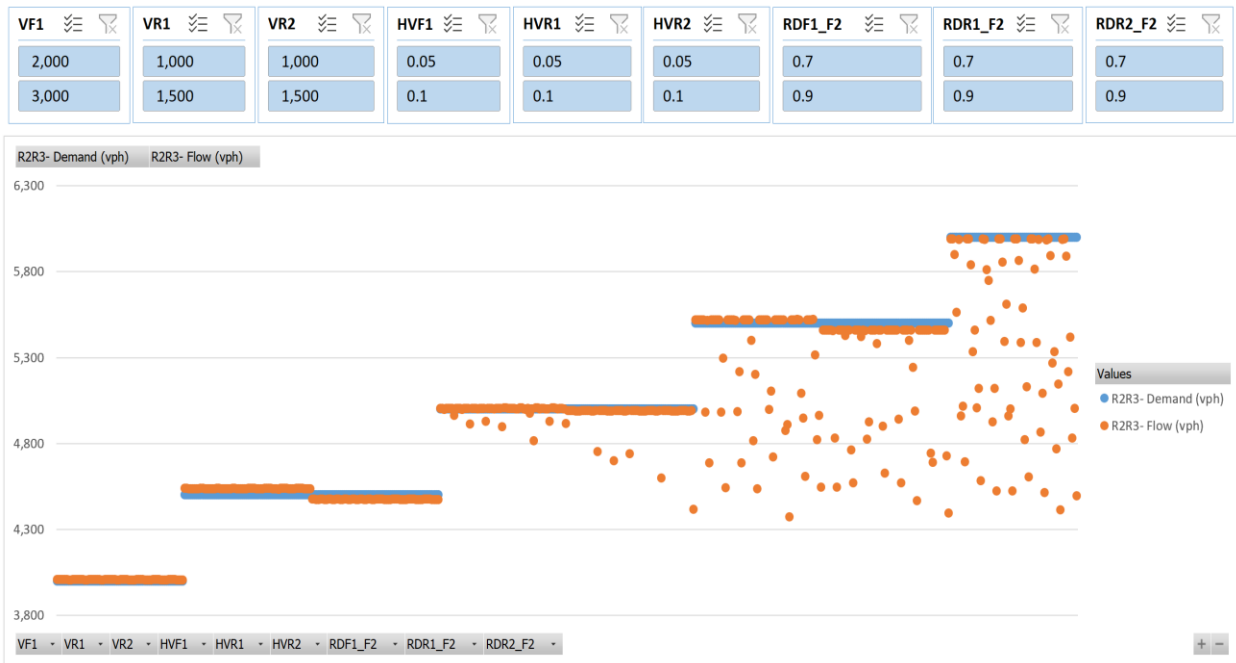 VF1 VR1 VR2 HVF1 HVR1 HVR2 RDF1_F2 RDR1_F2 RDR2_F2
2,000 1,000 1,000 0.05 0.05 0.05 0.7 0.7 0.7
3,000 1,500 1,500 0.1 0.1 0.1 0.9 0.9 0.9
R2R3- Demand (vph) R2R3- Flow (vph)
6,300
5,800
5,300
4,800
4,300
3,800
Values
R2R3- Demand (vph)
R2R3- Flow (vph)
VF1 VR1 VR2 HVF1 HVR1 HVR2 RDF1_F2 RDR1_F2 RDR2_F2
+ −